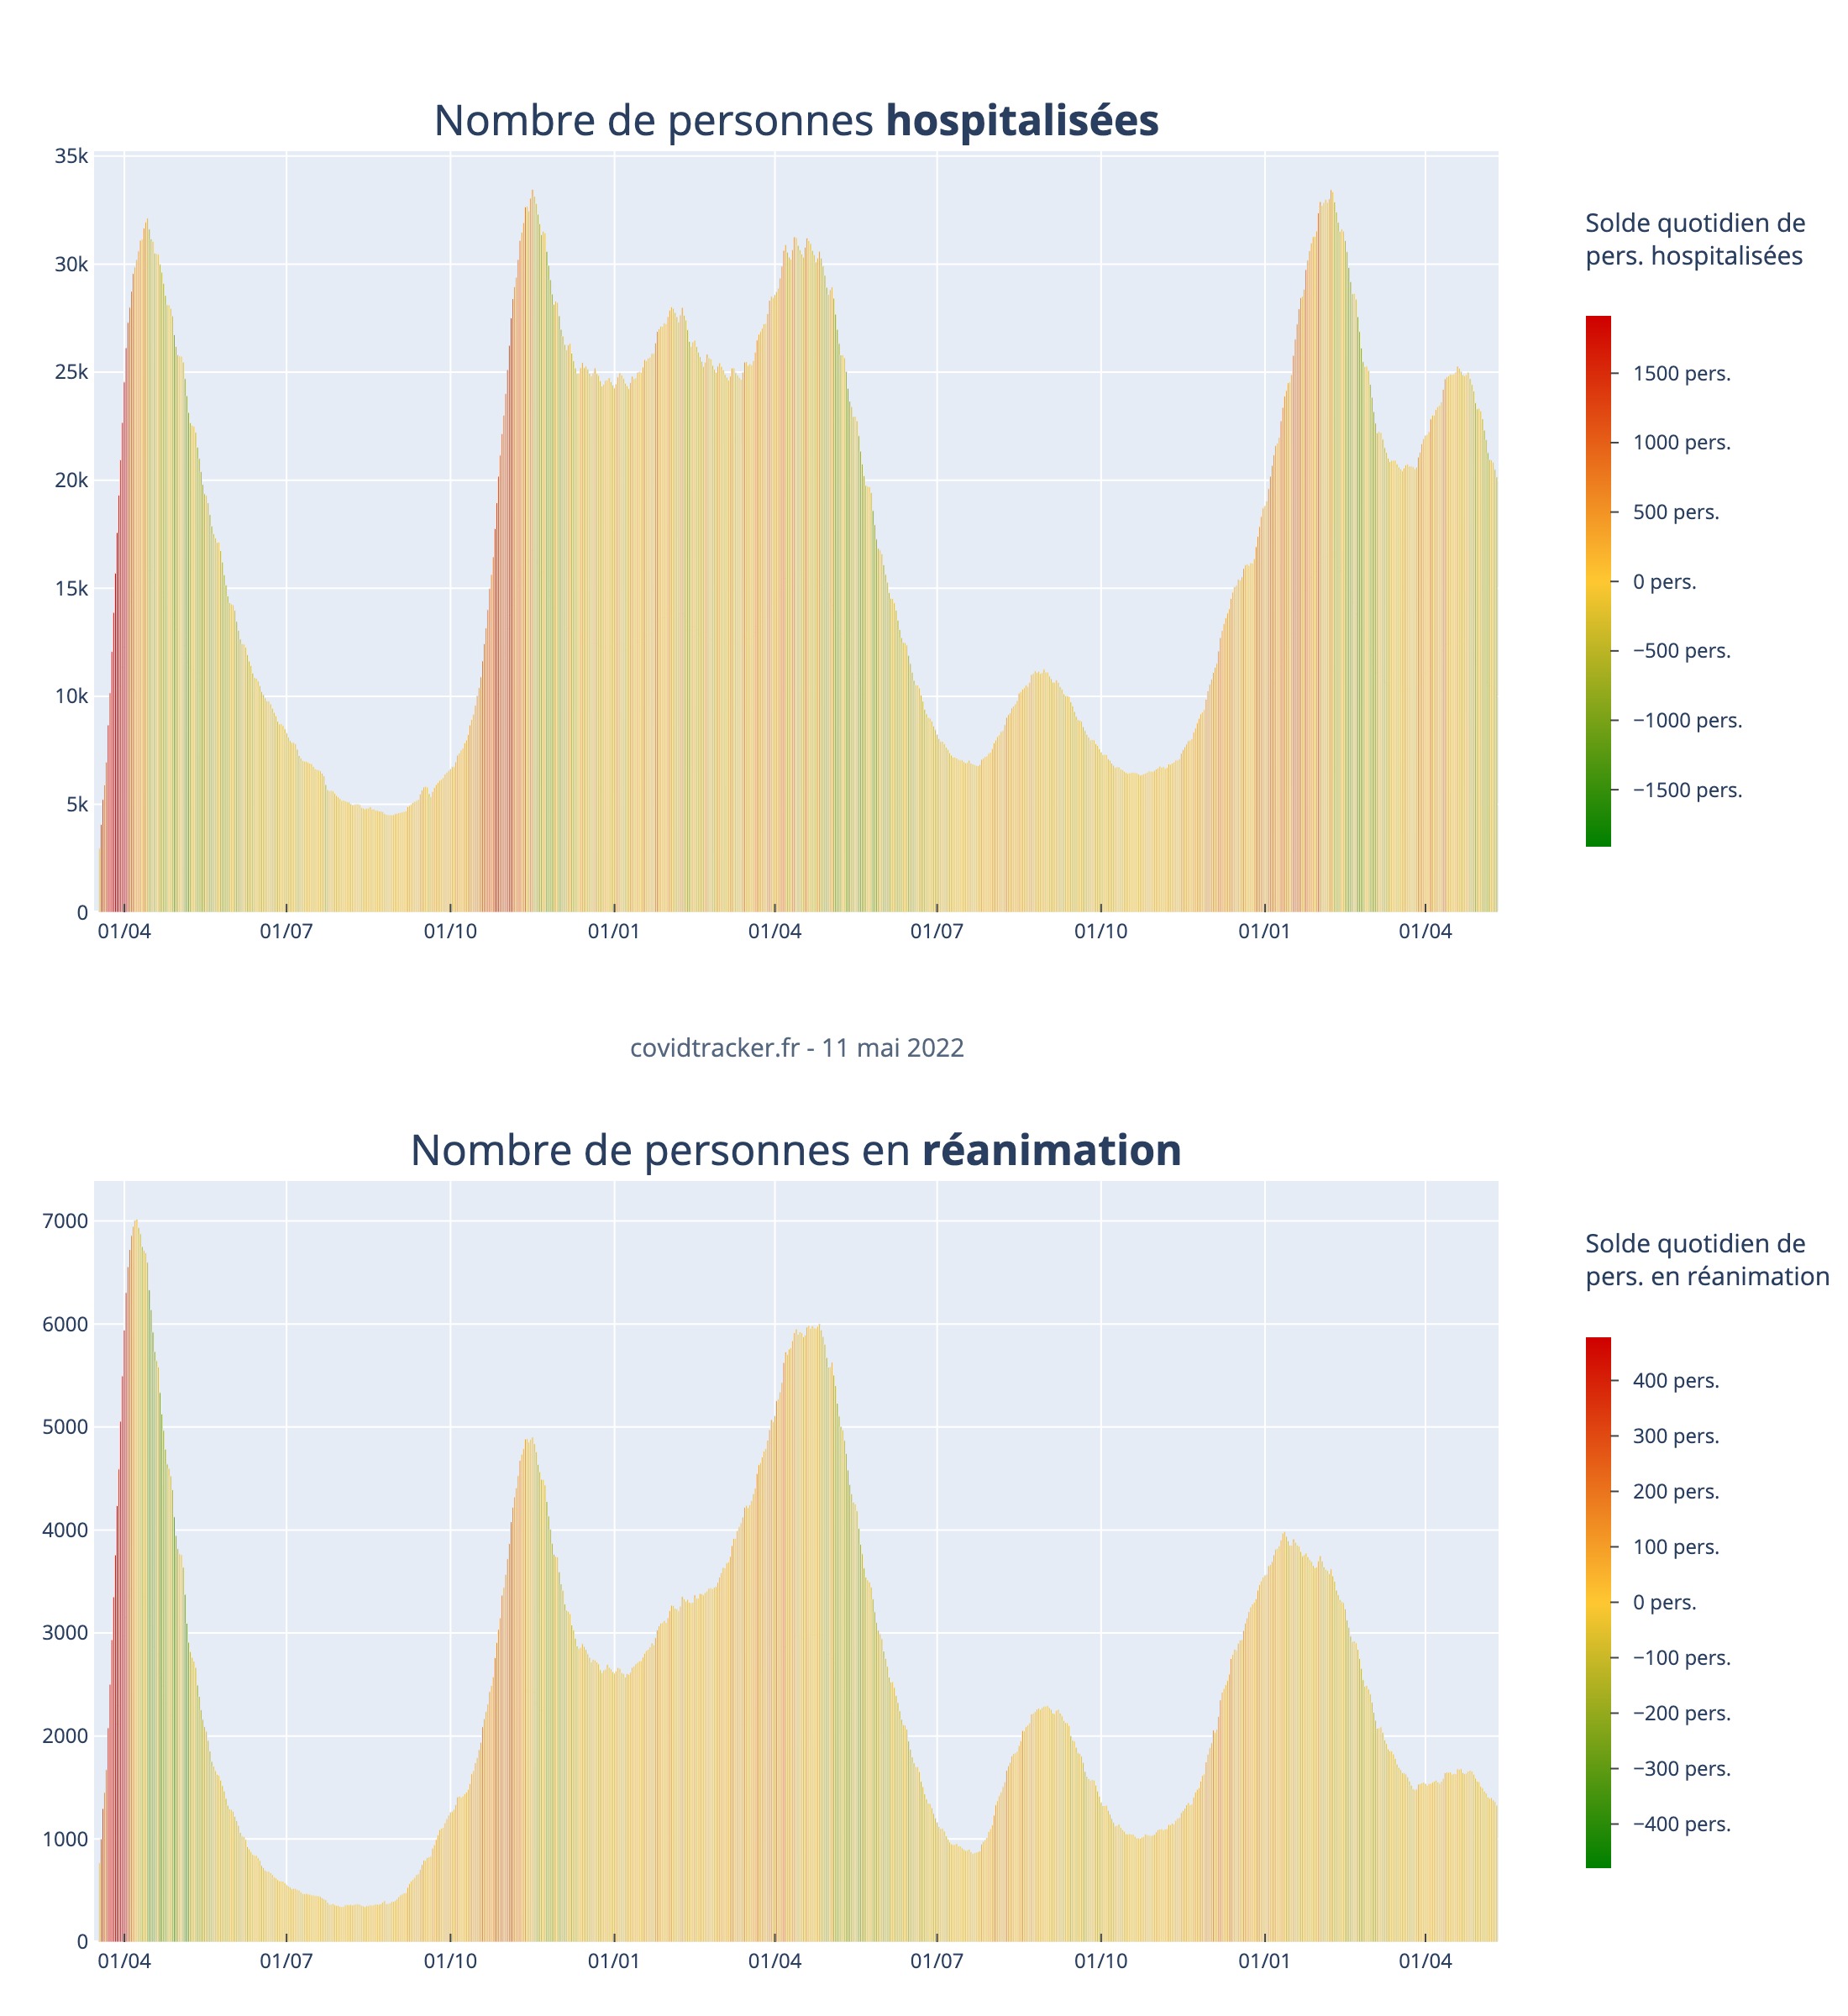 Nombre de personnes hospitalisées
35k
30k
25k
20k
15k
10k
5k
0
01/04 01/07 01/10 01/01 01/04 01/07 01/10 01/01 01/04
Solde quotidien de
pers. hospitalisées
1500 pers.
1000 pers.
500 pers.
0 pers.
−500 pers.
−1000 pers.
−1500 pers.
covidtracker.fr - 11 mai 2022
Nombre de personnes en réanimation
7000
6000
5000
4000
3000
2000
1000
0
01/04 01/07 01/10 01/01 01/04 01/07 01/10 01/01 01/04
Solde quotidien de
pers. en réanimation
400 pers.
300 pers.
200 pers.
100 pers.
0 pers.
−100 pers.
−200 pers.
−300 pers.
−400 pers.